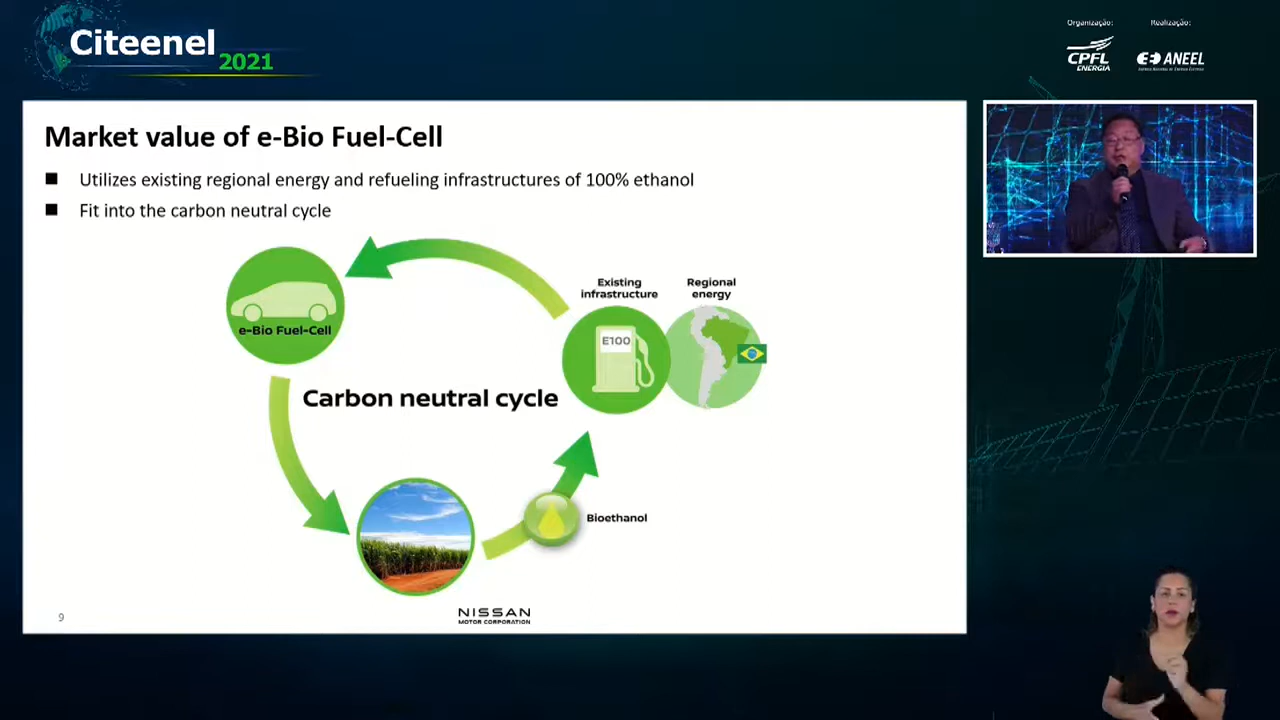 Citeenel
2021
Organização:
Realização:
CPFL
ENERGIA
ANEEL
Market value of e-Bio Fuel-Cell
Utilizes existing regional energy and refueling infrastructures of 100% ethanol
Fit into the carbon neutral cycle
Existing
infrastructure
Regional
energy
e-Bio Fuel-Cell
E100
Carbon neutral cycle
Bioethanol
9
NISSAN
MOTOR CORPORATION